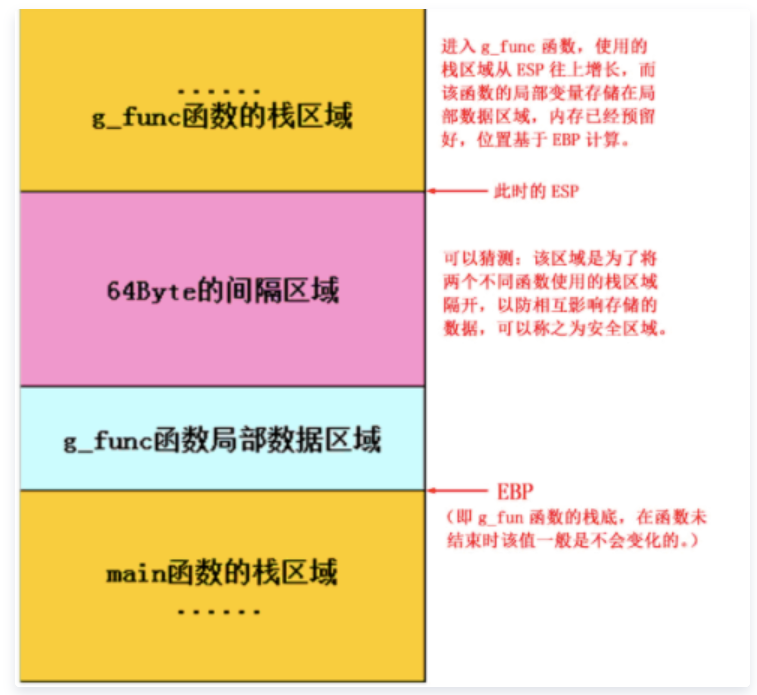 进入 g_func 函数，使用的
栈区域从 ESP 往上增长，而
该函数的局部变量存储在局
部数据区域，内存已经预留
好，位置基于 EBP 计算。
......
g_func函数的栈区域
此时的 ESP
64Byte的间隔区域
可以猜测：该区域是为了将
两个不同函数使用的栈区域
隔开，以防相互影响存储的
数据，可以称之为安全区域。
g_func函数局部数据区域
EBP
（即 g_fun 函数的栈底，在函数未
结束时该值一般是不会变化的。）
main函数的栈区域
......